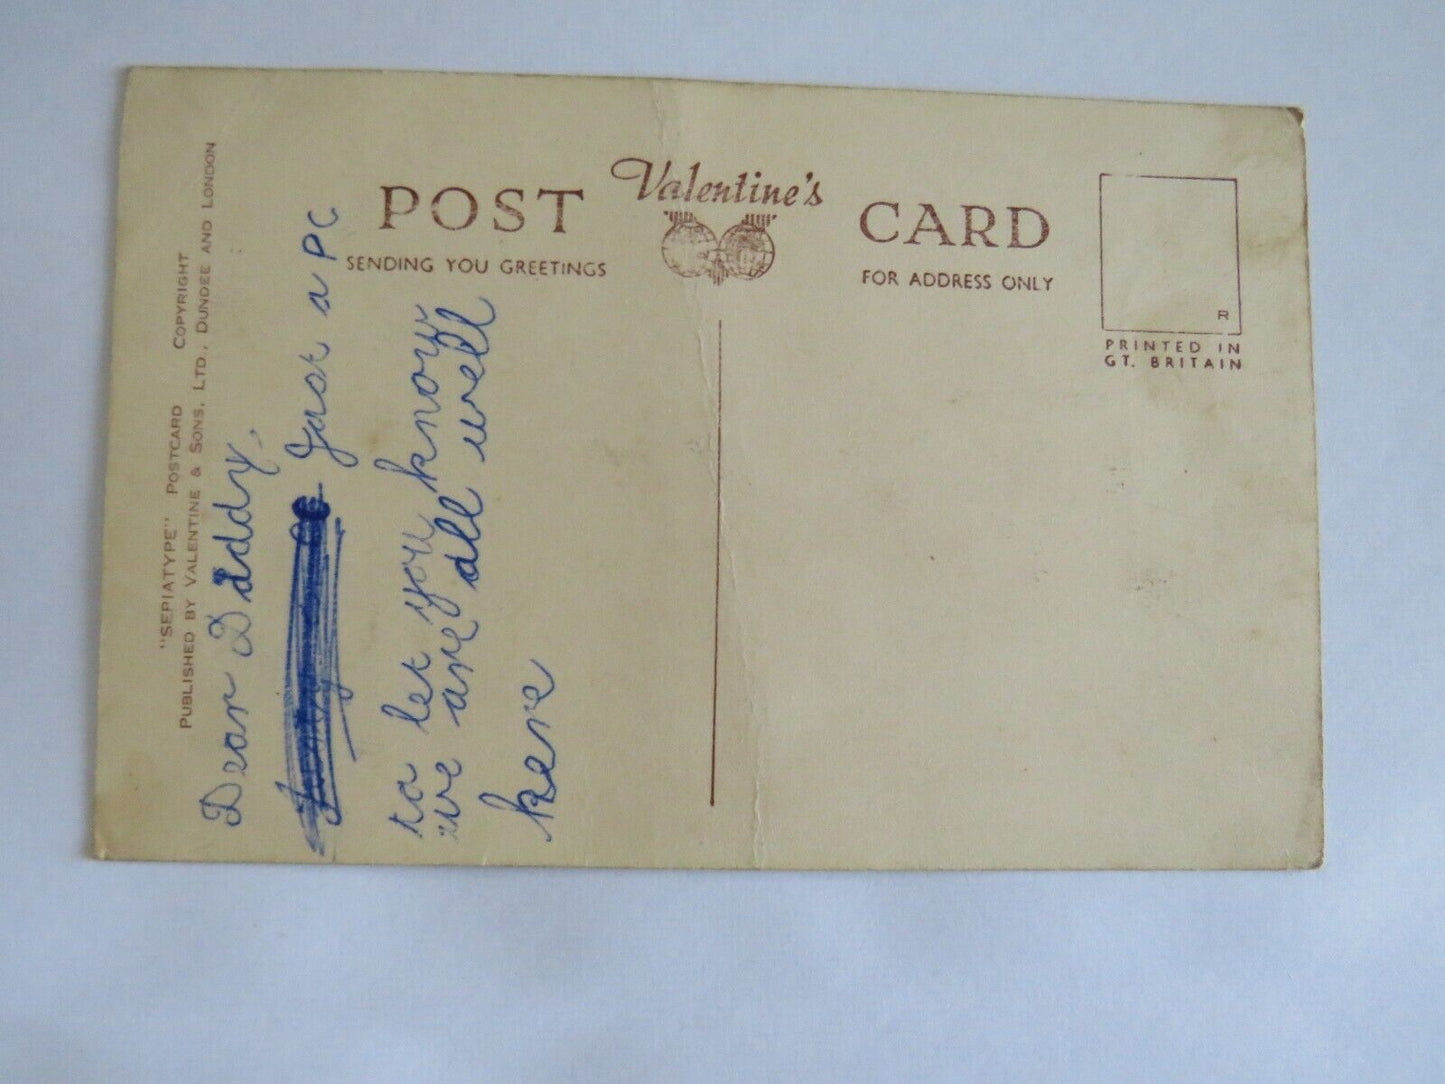 "SEPIATYPE" POSTCARD COPYRIGHT
PUBLISHED BY VALENTINE & SONS, LTD., DUNDEE AND LONDON
POST Valentine's CARD
SENDING YOU GREETINGS
FOR ADDRESS ONLY
R
PRINTED IN
GT. BRITAIN
Dear Diddy,
Just a PC
to let you know
we are all well
here